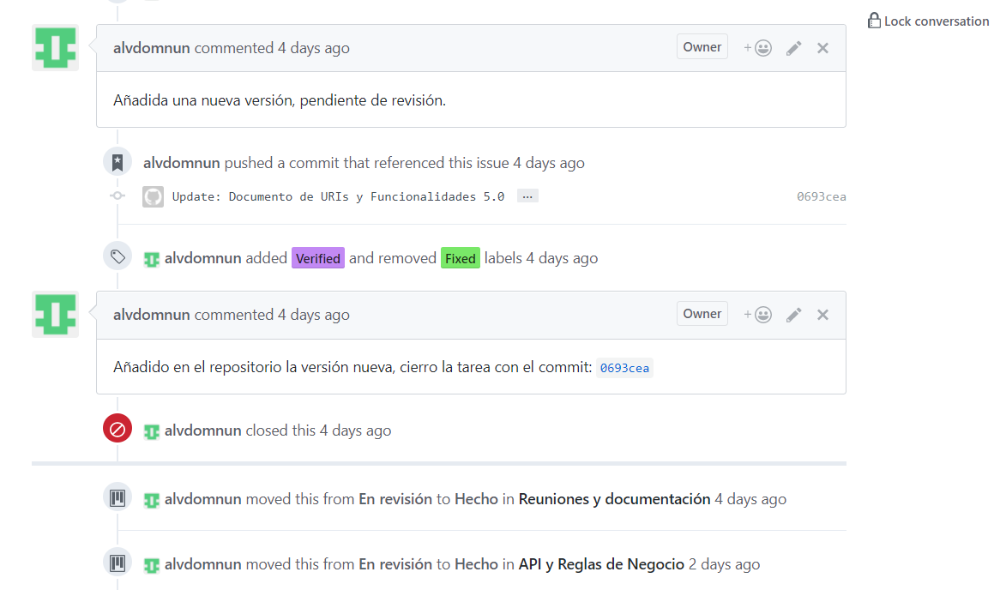 Lock conversation
alvdomnun commented 4 days ago Owner
Añadida una nueva versión, pendiente de revisión.
alvdomnun pushed a commit that referenced this issue 4 days ago
Update: Documento de URIs y Funcionalidades 5.0 … 0693cea
alvdomnun added Verified and removed Fixed labels 4 days ago
alvdomnun commented 4 days ago Owner
Añadido en el repositorio la versión nueva, cierro la tarea con el commit: 0693cea
alvdomnun closed this 4 days ago
alvdomnun moved this from En revisión to Hecho in Reuniones y documentación 4 days ago
alvdomnun moved this from En revisión to Hecho in API y Reglas de Negocio 2 days ago